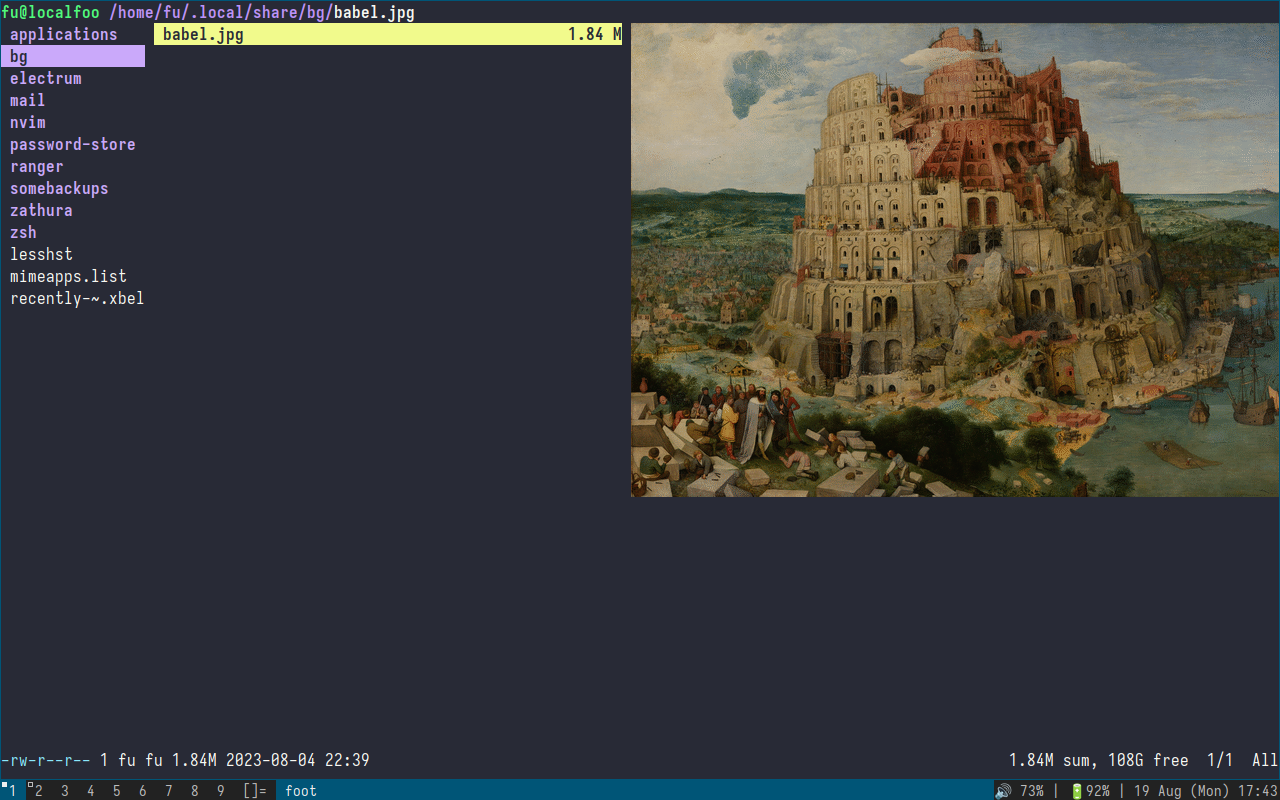 fu@localfoo /home/fu/.local/share/bg/babel.jpg
applications babel.jpg 1.84 M
bg
electrum
mail
nvim
password-store
ranger
somebackups
zathura
zsh
lesshst
mimeapps.list
recently-~.xbel
-rw-r--r-- 1 fu fu 1.84M 2023-08-04 22:39 1.84M sum, 108G free 1/1 All
1 2 3 4 5 6 7 8 9 []= foot 🔊 73% | 🔋92% | 19 Aug (Mon) 17:43